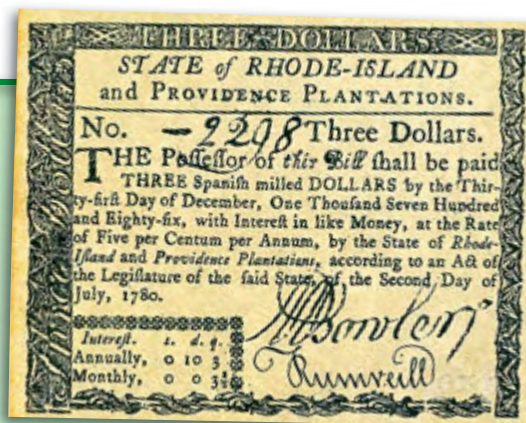 THREE DOLLARS
STATE of RHODE-ISLAND
and PROVIDENCE PLANTATIONS.
No. 2298 Three Dollars.
THE Poſſeſſor of this Bill ſhall be paid
THREE Spaniſh milled DOLLARS by the Thir-
ty-firſt Day of December, One Thouſand Seven Hundred
and Eighty-ſix, with Intereſt in like Money, at the Rate
of Five per Centum per Annum, by the State of Rhode-
Iſland and Providence Plantations, according to an Act of
the Legiſlature of the ſaid State, of the Second Day of
July, 1780.
Intereſt. s. d. q.
Annually, 0 10 3
Monthly, 0 0 3